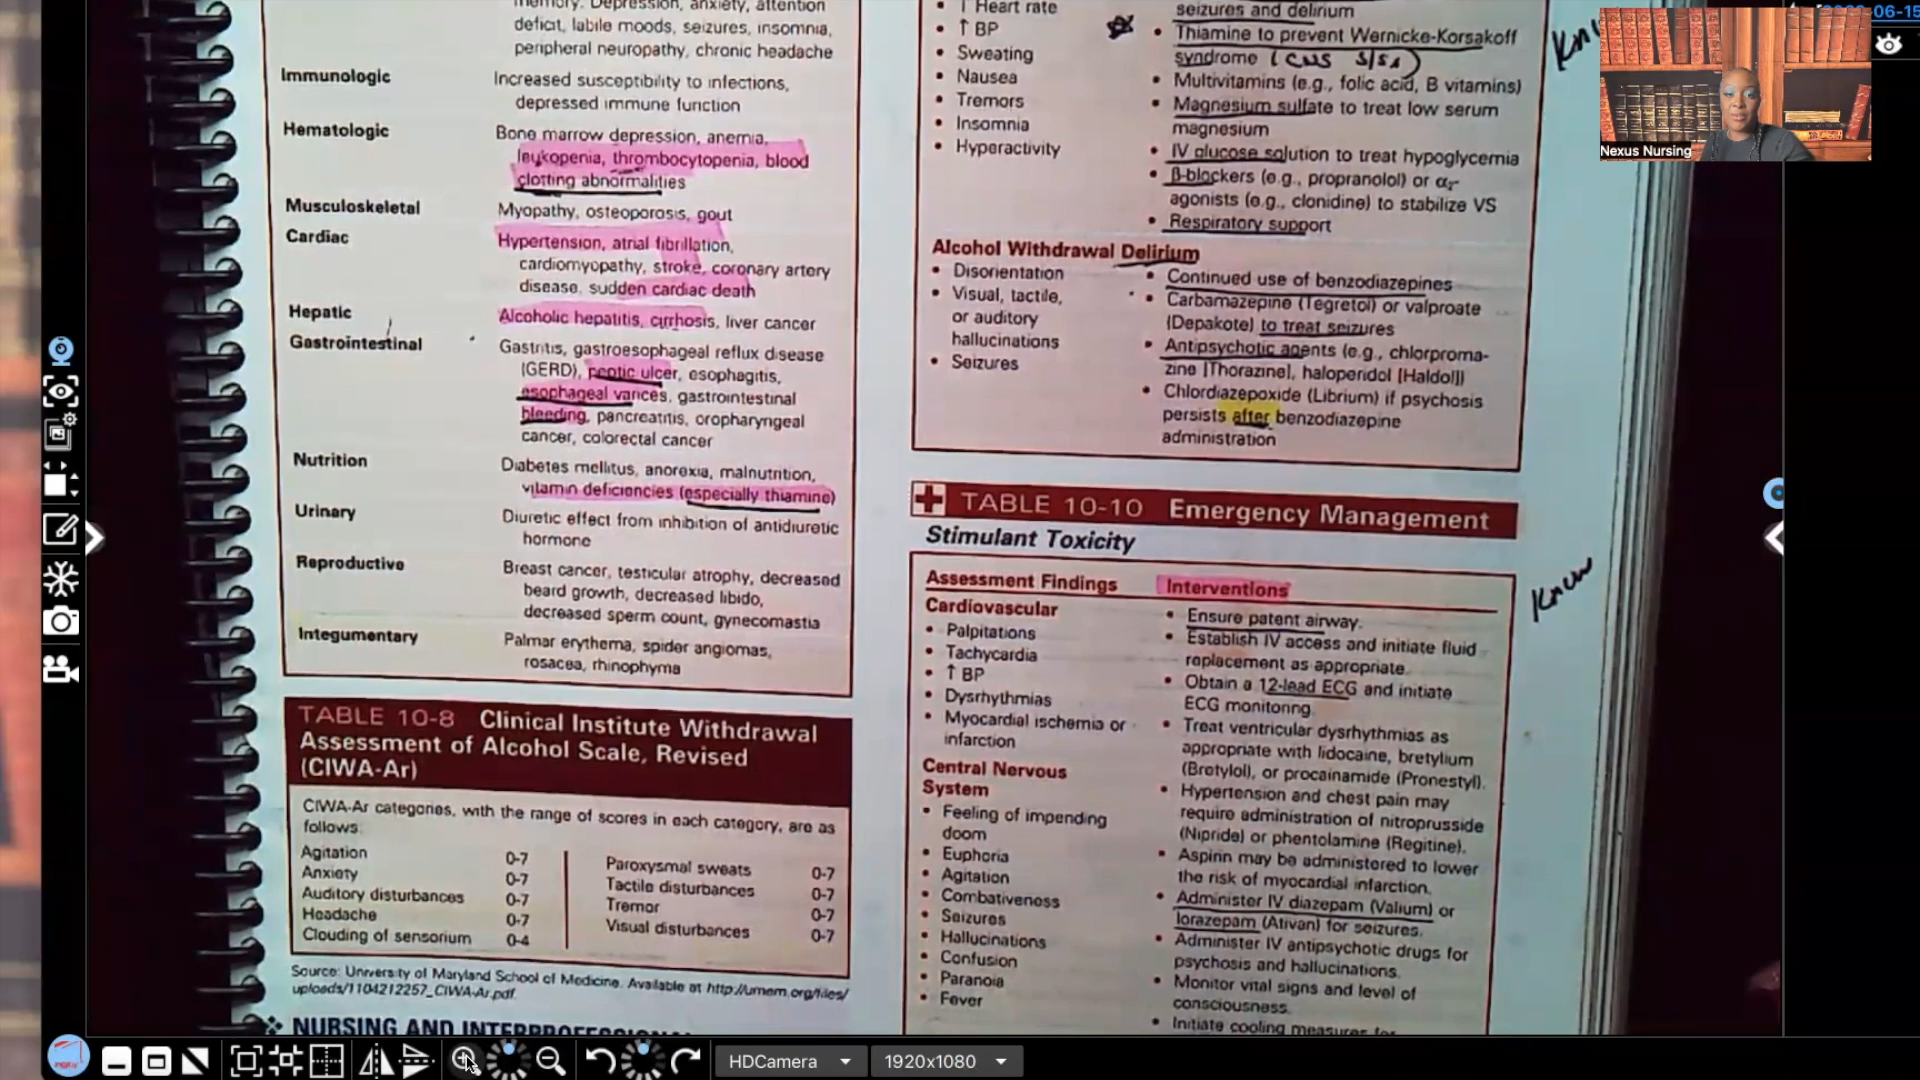 memory. Depression, anxiety, attention
deficit, labile moods, seizures, insomnia,
peripheral neuropathy, chronic headache
Immunologic Increased susceptibility to infections,
depressed immune function
Hematologic Bone marrow depression, anemia,
leukopenia, thrombocytopenia, blood
clotting abnormalities
Musculoskeletal Myopathy, osteoporosis, gout
Cardiac Hypertension, atrial fibrillation,
cardiomyopathy, stroke, coronary artery
disease, sudden cardiac death
Hepatic Alcoholic hepatitis, cirrhosis, liver cancer
Gastrointestinal Gastritis, gastroesophageal reflux disease
(GERD), peptic ulcer, esophagitis,
esophageal varices, gastrointestinal
bleeding, pancreatitis, oropharyngeal
cancer, colorectal cancer
Nutrition Diabetes mellitus, anorexia, malnutrition,
vitamin deficiencies (especially thiamine)
Urinary Diuretic effect from inhibition of antidiuretic
hormone
Reproductive Breast cancer, testicular atrophy, decreased
beard growth, decreased libido,
decreased sperm count, gynecomastia
Integumentary Palmar erythema, spider angiomas,
rosacea, rhinophyma
TABLE 10-8 Clinical Institute Withdrawal
Assessment of Alcohol Scale, Revised
(CIWA-Ar)
CIWA-Ar categories, with the range of scores in each category, are as
follows.
Agitation 0-7
Anxiety 0-7
Auditory disturbances 0-7
Headache 0-7
Clouding of sensorium 0-4
Paroxysmal sweats 0-7
Tactile disturbances 0-7
Tremor 0-7
Visual disturbances 0-7
Source: University of Maryland School of Medicine. Available at http://umem.org/files/
uploads/1104212257_CIWA-Ar.pdf.
NURSING AND INTERPROFESSIONAL
• ↑ Heart rate
• ↑ BP
• Sweating
• Nausea
• Tremors
• Insomnia
• Hyperactivity
seizures and delirium
• Thiamine to prevent Wernicke-Korsakoff
syndrome (CNS S/Sx)
• Multivitamins (e.g., folic acid, B vitamins)
• Magnesium sulfate to treat low serum
magnesium
• IV glucose solution to treat hypoglycemia
• β-blockers (e.g., propranolol) or α2-
agonists (e.g., clonidine) to stabilize VS
• Respiratory support
Alcohol Withdrawal Delirium
• Disorientation
• Visual, tactile,
or auditory
hallucinations
• Seizures
• Continued use of benzodiazepines
• Carbamazepine (Tegretol) or valproate
(Depakote) to treat seizures
• Antipsychotic agents (e.g., chlorproma-
zine [Thorazine], haloperidol [Haldol])
• Chlordiazepoxide (Librium) if psychosis
persists after benzodiazepine
administration
TABLE 10-10 Emergency Management
Stimulant Toxicity
Assessment Findings
Cardiovascular
• Palpitations
• Tachycardia
• ↑ BP
• Dysrhythmias
• Myocardial ischemia or
infarction
Central Nervous
System
• Feeling of impending
doom
• Euphoria
• Agitation
• Combativeness
• Seizures
• Hallucinations
• Confusion
• Paranoia
• Fever
Interventions
• Ensure patent airway.
• Establish IV access and initiate fluid
replacement as appropriate.
• Obtain a 12-lead ECG and initiate
ECG monitoring.
• Treat ventricular dysrhythmias as
appropriate with lidocaine, bretylium
(Bretylol), or procainamide (Pronestyl).
• Hypertension and chest pain may
require administration of nitroprusside
(Nipride) or phentolamine (Regitine).
• Aspirin may be administered to lower
the risk of myocardial infarction.
• Administer IV diazepam (Valium) or
lorazepam (Ativan) for seizures.
• Administer IV antipsychotic drugs for
psychosis and hallucinations.
• Monitor vital signs and level of
consciousness.
• Initiate cooling measures for
Know
Nexus Nursing
06-15
HDCamera
1920x1080